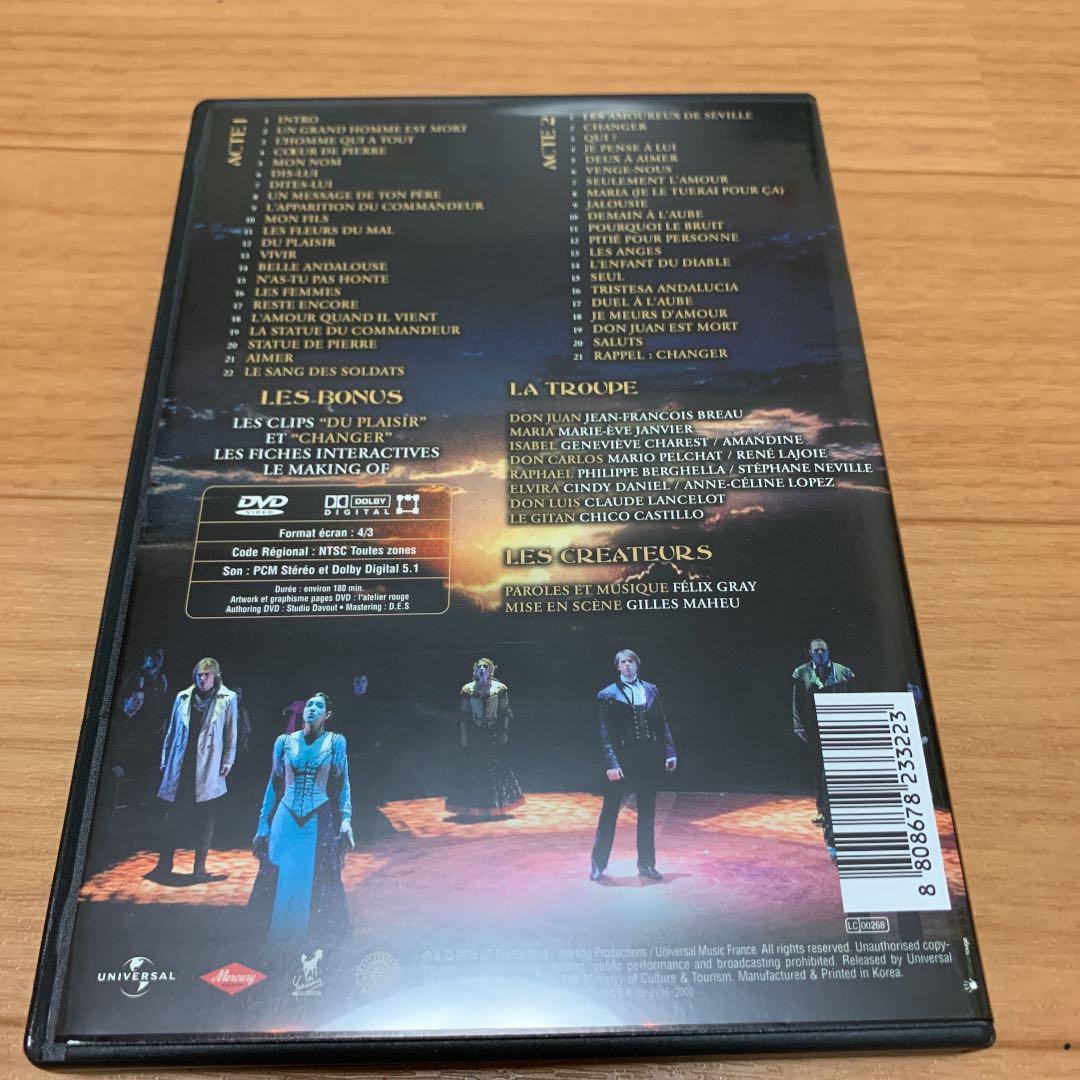 ACTE 1
1 INTRO
2 UN GRAND HOMME EST MORT
3 L'HOMME QUI A TOUT
4 CŒUR DE PIERRE
5 MON NOM
6 DIS-LUI
7 DITES-LUI
8 UN MESSAGE DE TON PÈRE
9 L'APPARITION DU COMMANDEUR
10 MON FILS
11 LES FLEURS DU MAL
12 DU PLAISIR
13 VIVIR
14 BELLE ANDALOUSE
15 N'AS-TU PAS HONTE
16 LES FEMMES
17 RESTE ENCORE
18 L'AMOUR QUAND IL VIENT
19 LA STATUE DU COMMANDEUR
20 STATUE DE PIERRE
21 AIMER
22 LE SANG DES SOLDATS
ACTE 2
1 LES AMOUREUX DE SÉVILLE
2 CHANGER
3 QUI ?
4 JE PENSE À LUI
5 DEUX À AIMER
6 VENGE-NOUS
7 SEULEMENT L'AMOUR
8 MARIA (JE LE TUERAI POUR ÇA)
9 JALOUSIE
10 DEMAIN À L'AUBE
11 POURQUOI LE BRUIT
12 PITIÉ POUR PERSONNE
13 LES ANGES
14 L'ENFANT DU DIABLE
15 SEUL
16 TRISTESA ANDALUCIA
17 DUEL À L'AUBE
18 JE MEURS D'AMOUR
19 DON JUAN EST MORT
20 SALUTS
21 RAPPEL : CHANGER
LES BONUS
LES CLIPS "DU PLAISIR"
ET "CHANGER"
LES FICHES INTERACTIVES
LE MAKING OF
DVD
VIDEO
DOLBY
DIGITAL
Format écran : 4/3
Code Régional : NTSC Toutes zones
Son : PCM Stéréo et Dolby Digital 5.1
Durée : environ 180 min.
Artwork et graphisme pages DVD : l'atelier rouge
Authoring DVD : Studio Davout • Mastering : D.E.S
LA TROUPE
DON JUAN JEAN-FRANCOIS BREAU
MARIA MARIE-ÈVE JANVIER
ISABEL GENEVIÈVE CHAREST / AMANDINE
DON CARLOS MARIO PELCHAT / RENÉ LAJOIE
RAPHAEL PHILIPPE BERGHELLA / STÉPHANE NEVILLE
ELVIRA CINDY DANIEL / ANNE-CÉLINE LOPEZ
DON LUIS CLAUDE LANCELOT
LE GITAN CHICO CASTILLO
LES CREATEURS
PAROLES ET MUSIQUE FÉLIX GRAY
MISE EN SCÈNE GILLES MAHEU
8 808678 233223
LC 00268
UNIVERSAL
Mercury
Productions / Universal Music France. All rights reserved. Unauthorised copy-
public performance and broadcasting prohibited. Released by Universal
of Culture & Tourism. Manufactured & Printed in Korea.